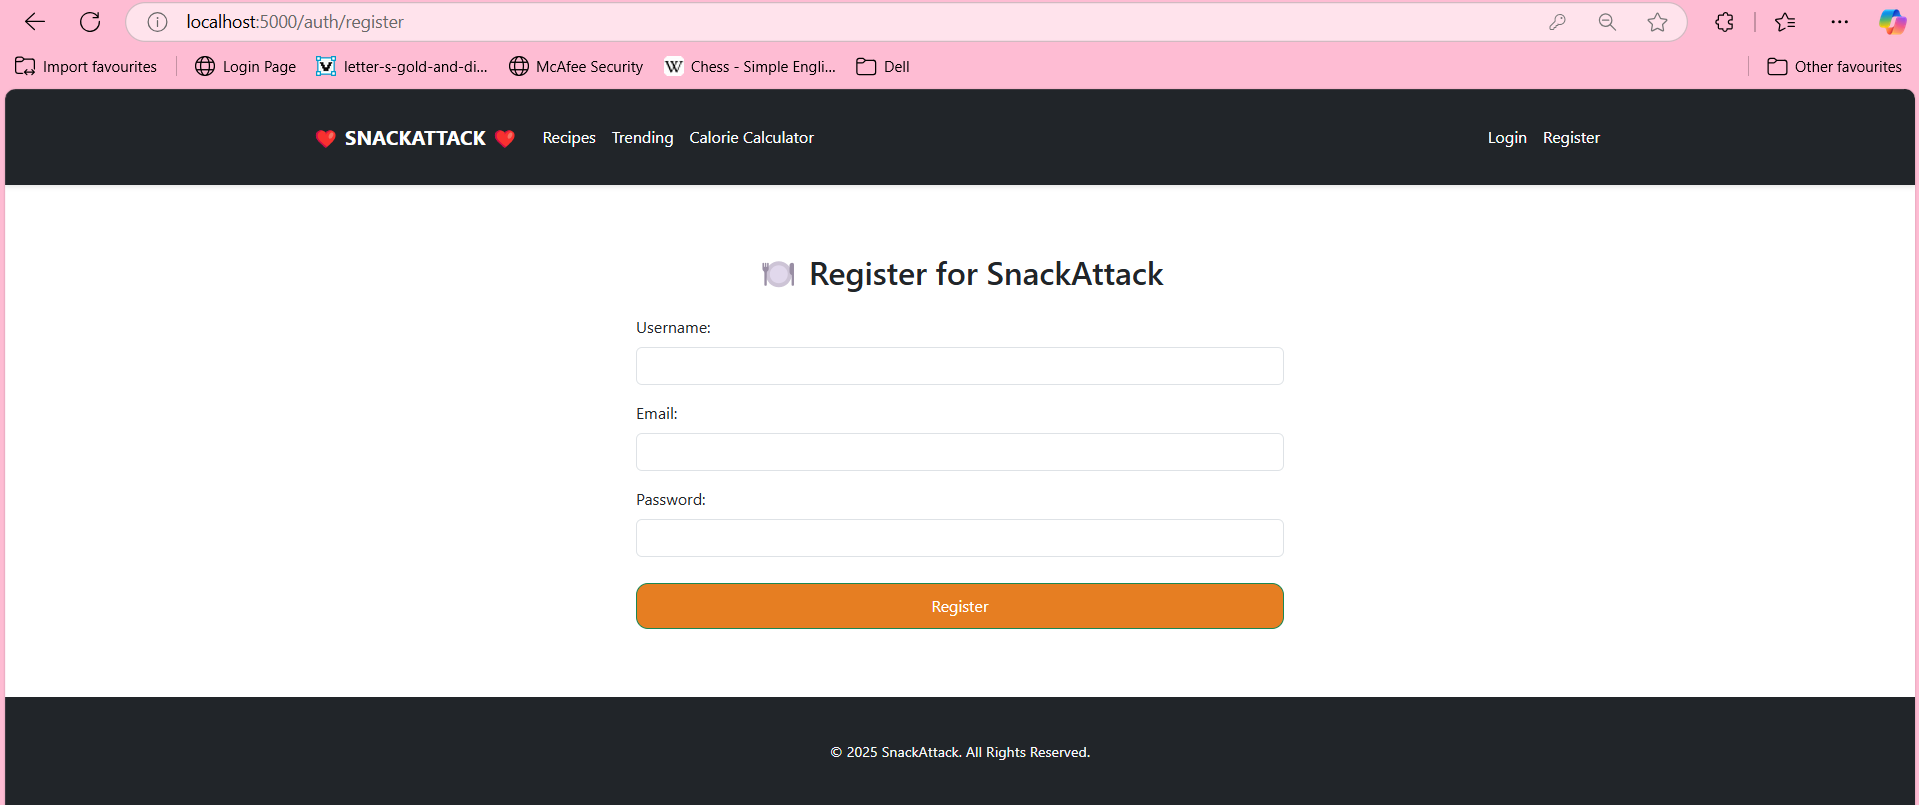 localhost:5000/auth/register
Import favourites Login Page letter-s-gold-and-di... McAfee Security Chess - Simple Engli... Dell Other favourites
❤️ SNACKATTACK ❤️ Recipes Trending Calorie Calculator Login Register
🍽️ Register for SnackAttack
Username:
Email:
Password:
Register
© 2025 SnackAttack. All Rights Reserved.